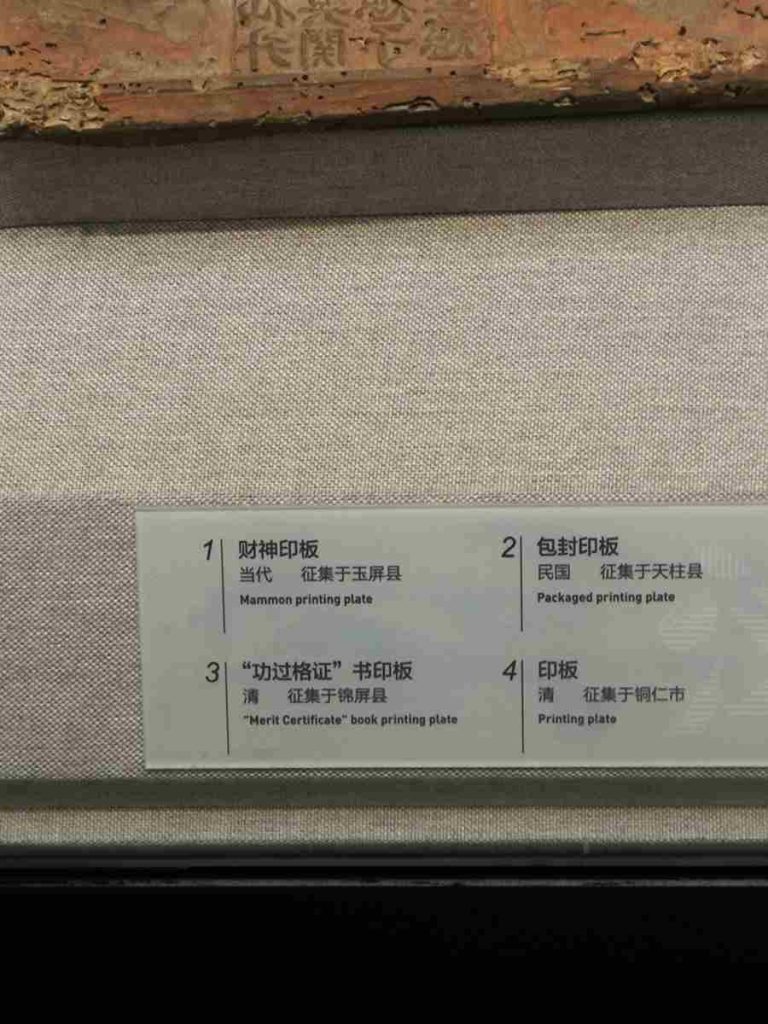 1 财神印板
当代 征集于玉屏县
Mammon printing plate
2 包封印板
民国 征集于天柱县
Packaged printing plate
3 “功过格证”书印板
清 征集于锦屏县
"Merit Certificate" book printing plate
4 印板
清 征集于铜仁市
Printing plate